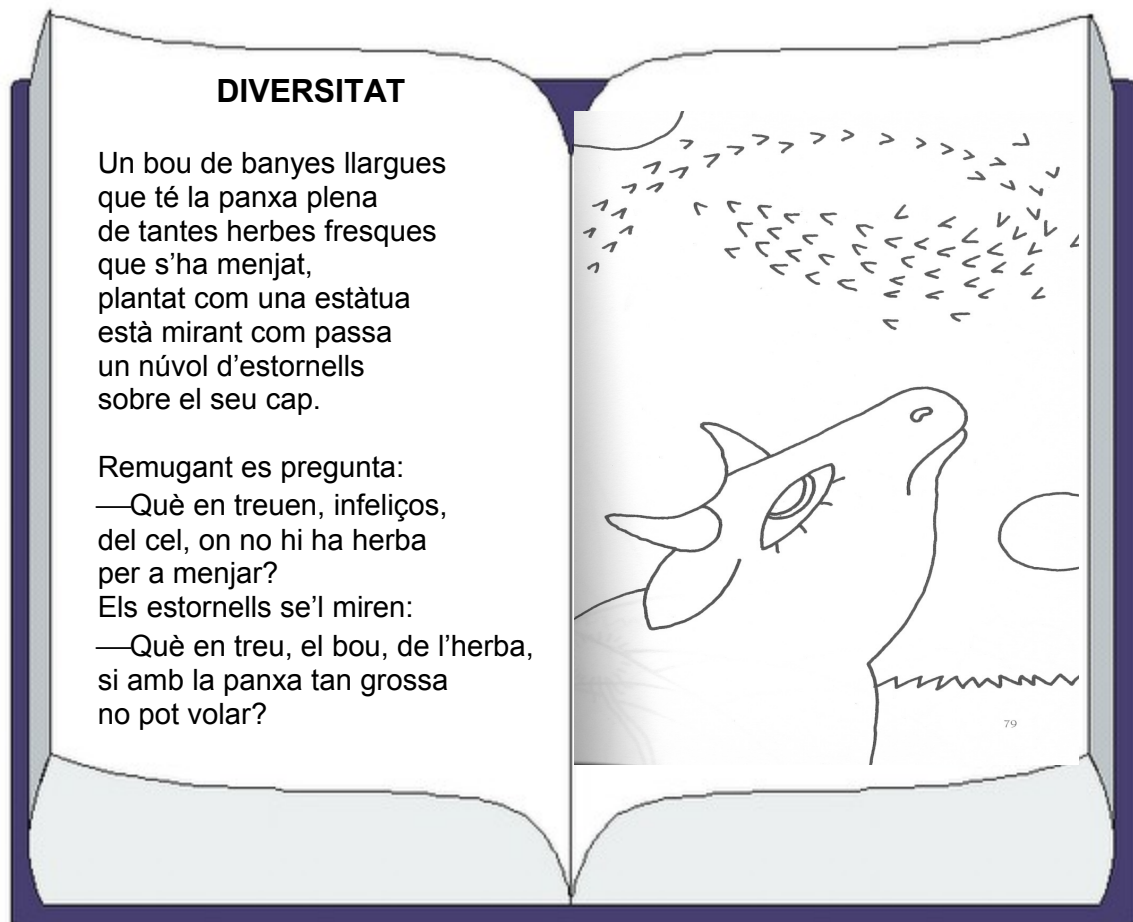 DIVERSITAT
Un bou de banyes llargues
que té la panxa plena
de tantes herbes fresques
que s’ha menjat,
plantat com una estàtua
està mirant com passa
un núvol d’estornells
sobre el seu cap.
Remugant es pregunta:
—Què en treuen, infeliços,
del cel, on no hi ha herba
per a menjar?
Els estornells se’l miren:
—Què en treu, el bou, de l’herba,
si amb la panxa tan grossa
no pot volar?
79